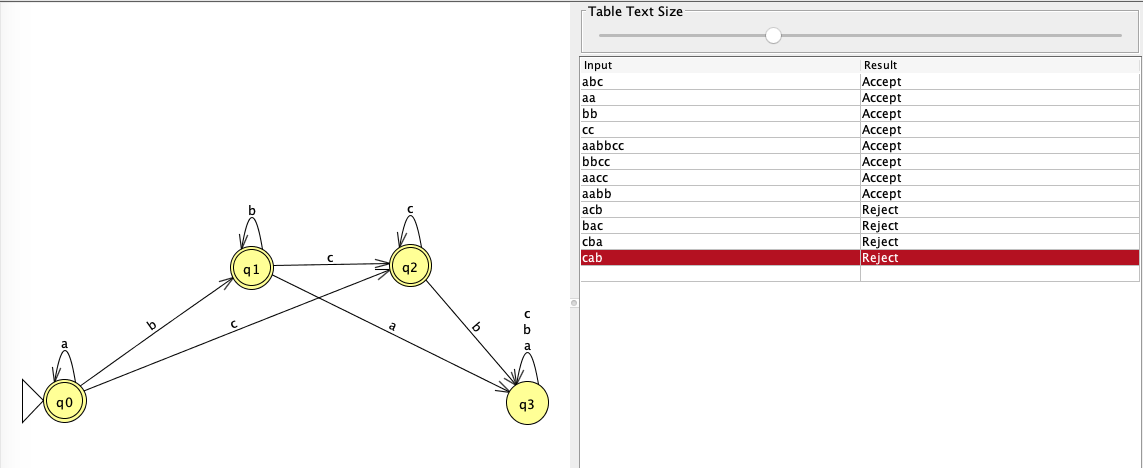 Table Text Size
Input Result
abc Accept
aa Accept
bb Accept
cc Accept
aabbcc Accept
bbcc Accept
aacc Accept
aabb Accept
acb Reject
bac Reject
cba Reject
cab Reject
b
c
q1
c
q2
b
c
a
b
c
b
a
a
q0
q3